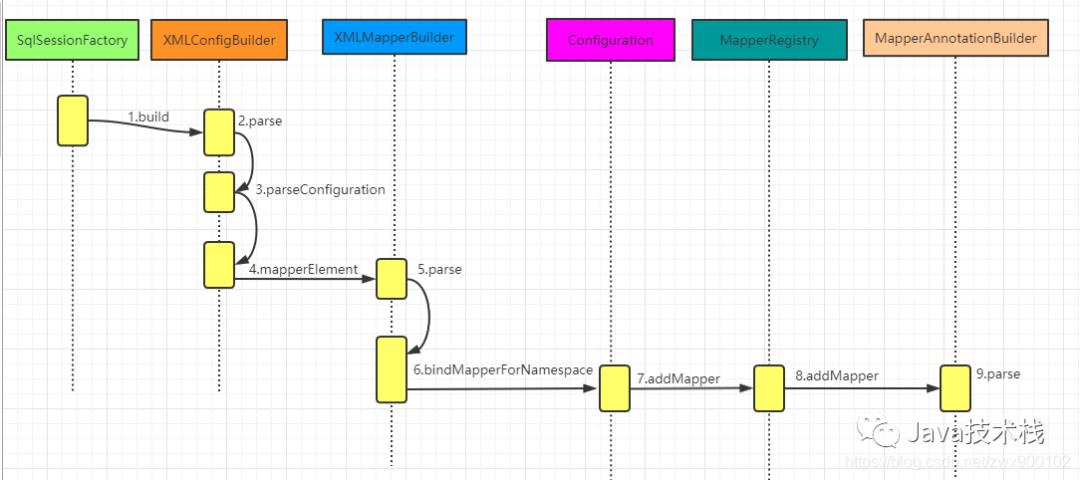 SqlSessionFactory
XMLConfigBuilder
XMLMapperBuilder
Configuration
MapperRegistry
MapperAnnotationBuilder
1.build
2.parse
3.parseConfiguration
4.mapperElement
5.parse
6.bindMapperForNamespace
7.addMapper
8.addMapper
9.parse
Java技术栈
https://blog.csdn.net/zwx900102